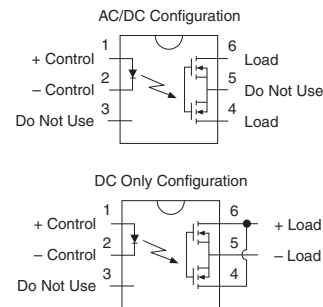 AC/DC Configuration
1 6
+ Control Load
2 5
– Control Do Not Use
3 4
Do Not Use Load
DC Only Configuration
1 6
+ Control + Load
2 5
– Control – Load
3 4
Do Not Use